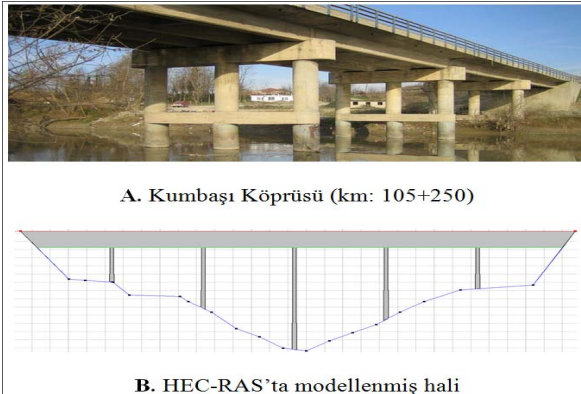 A. Kumbaşı Köprüsü (km: 105+250)
B. HEC-RAS’ta modellenmiş hali